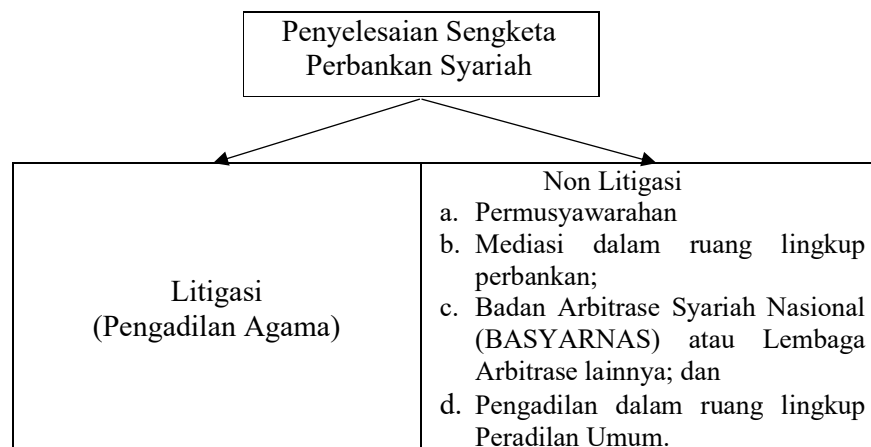 Penyelesaian Sengketa
Perbankan Syariah
Litigasi
(Pengadilan Agama)
Non Litigasi
a. Permusyawarahan
b. Mediasi dalam ruang lingkup
perbankan;
c. Badan Arbitrase Syariah Nasional
(BASYARNAS) atau Lembaga
Arbitrase lainnya; dan
d. Pengadilan dalam ruang lingkup
Peradilan Umum.